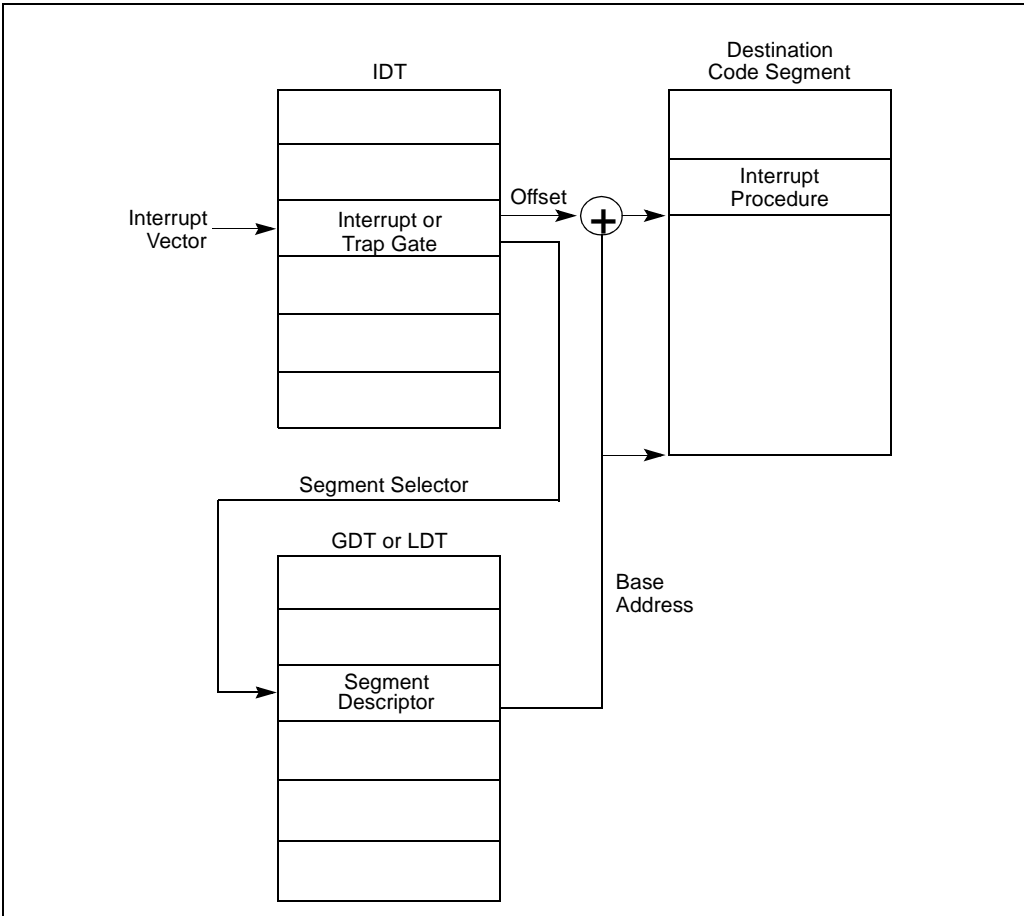 Destination
Code Segment
IDT
Interrupt
Procedure
Offset
+
Interrupt
Vector
Interrupt or
Trap Gate
Segment Selector
GDT or LDT
Base
Address
Segment
Descriptor